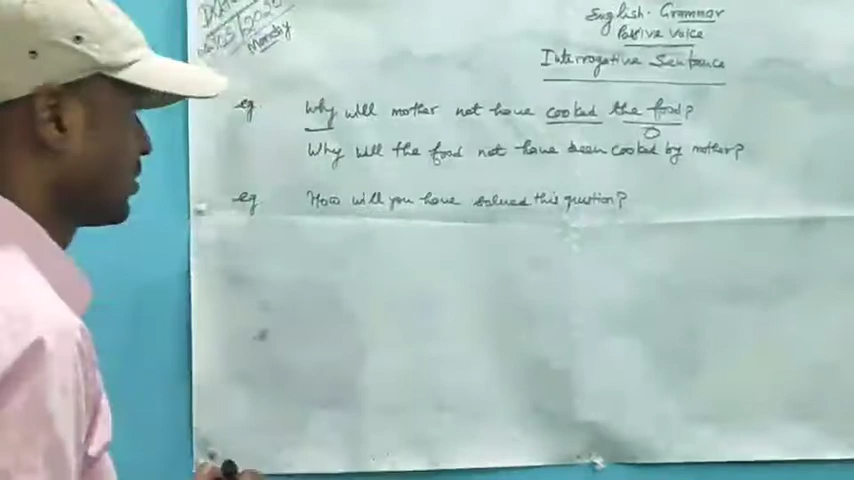 English Grammar
Passive Voice
Interrogative Sentence
Monday
eg. Why will mother not have cooked the food?
O
Why will the food not have been cooked by mother?
eg. How will you have solved this question?